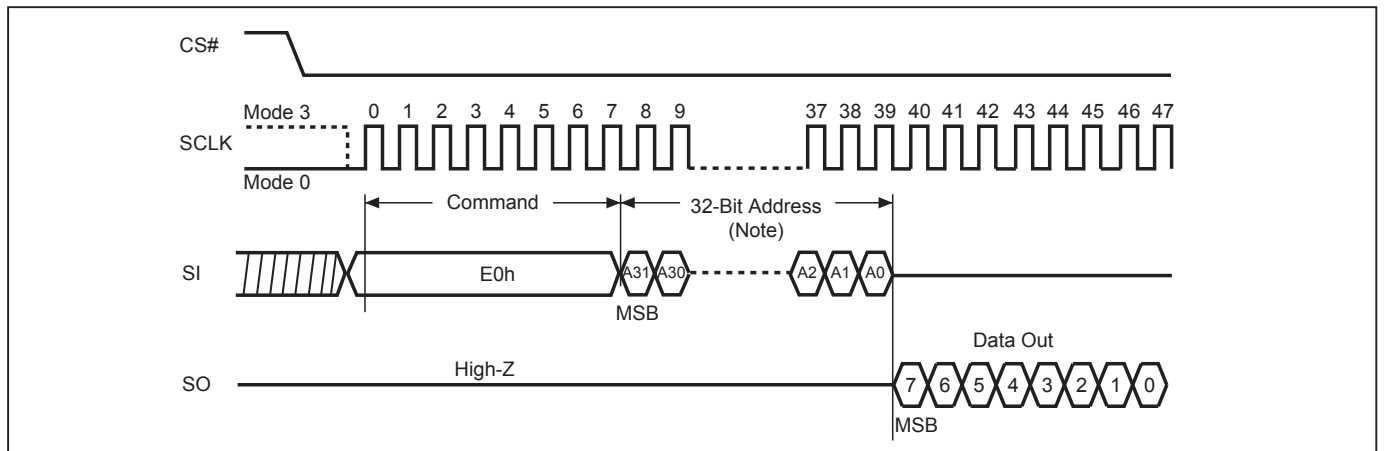 CS#
Mode 3 0 1 2 3 4 5 6 7 8 9 37 38 39 40 41 42 43 44 45 46 47
SCLK
Mode 0
Command 32-Bit Address
(Note)
SI E0h A31 A30 A2 A1 A0
MSB
Data Out
High-Z
SO 7 6 5 4 3 2 1 0
MSB